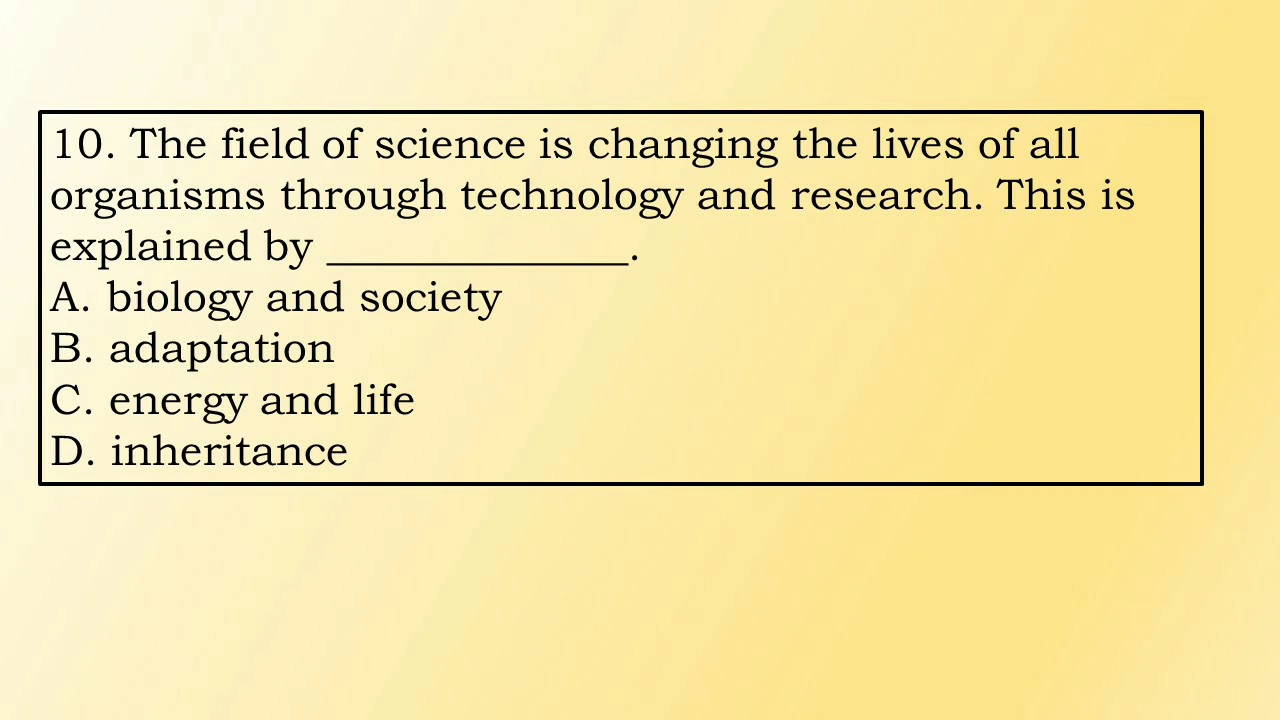 10. The field of science is changing the lives of all
organisms through technology and research. This is
explained by _______________.
A. biology and society
B. adaptation
C. energy and life
D. inheritance